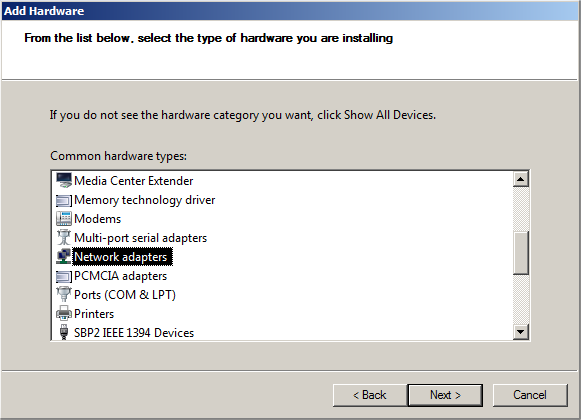 Add Hardware
From the list below, select the type of hardware you are installing
If you do not see the hardware category you want, click Show All Devices.
Common hardware types:
Media Center Extender
Memory technology driver
Modems
Multi-port serial adapters
Network adapters
PCMCIA adapters
Ports (COM & LPT)
Printers
SBP2 IEEE 1394 Devices
< Back
Next >
Cancel